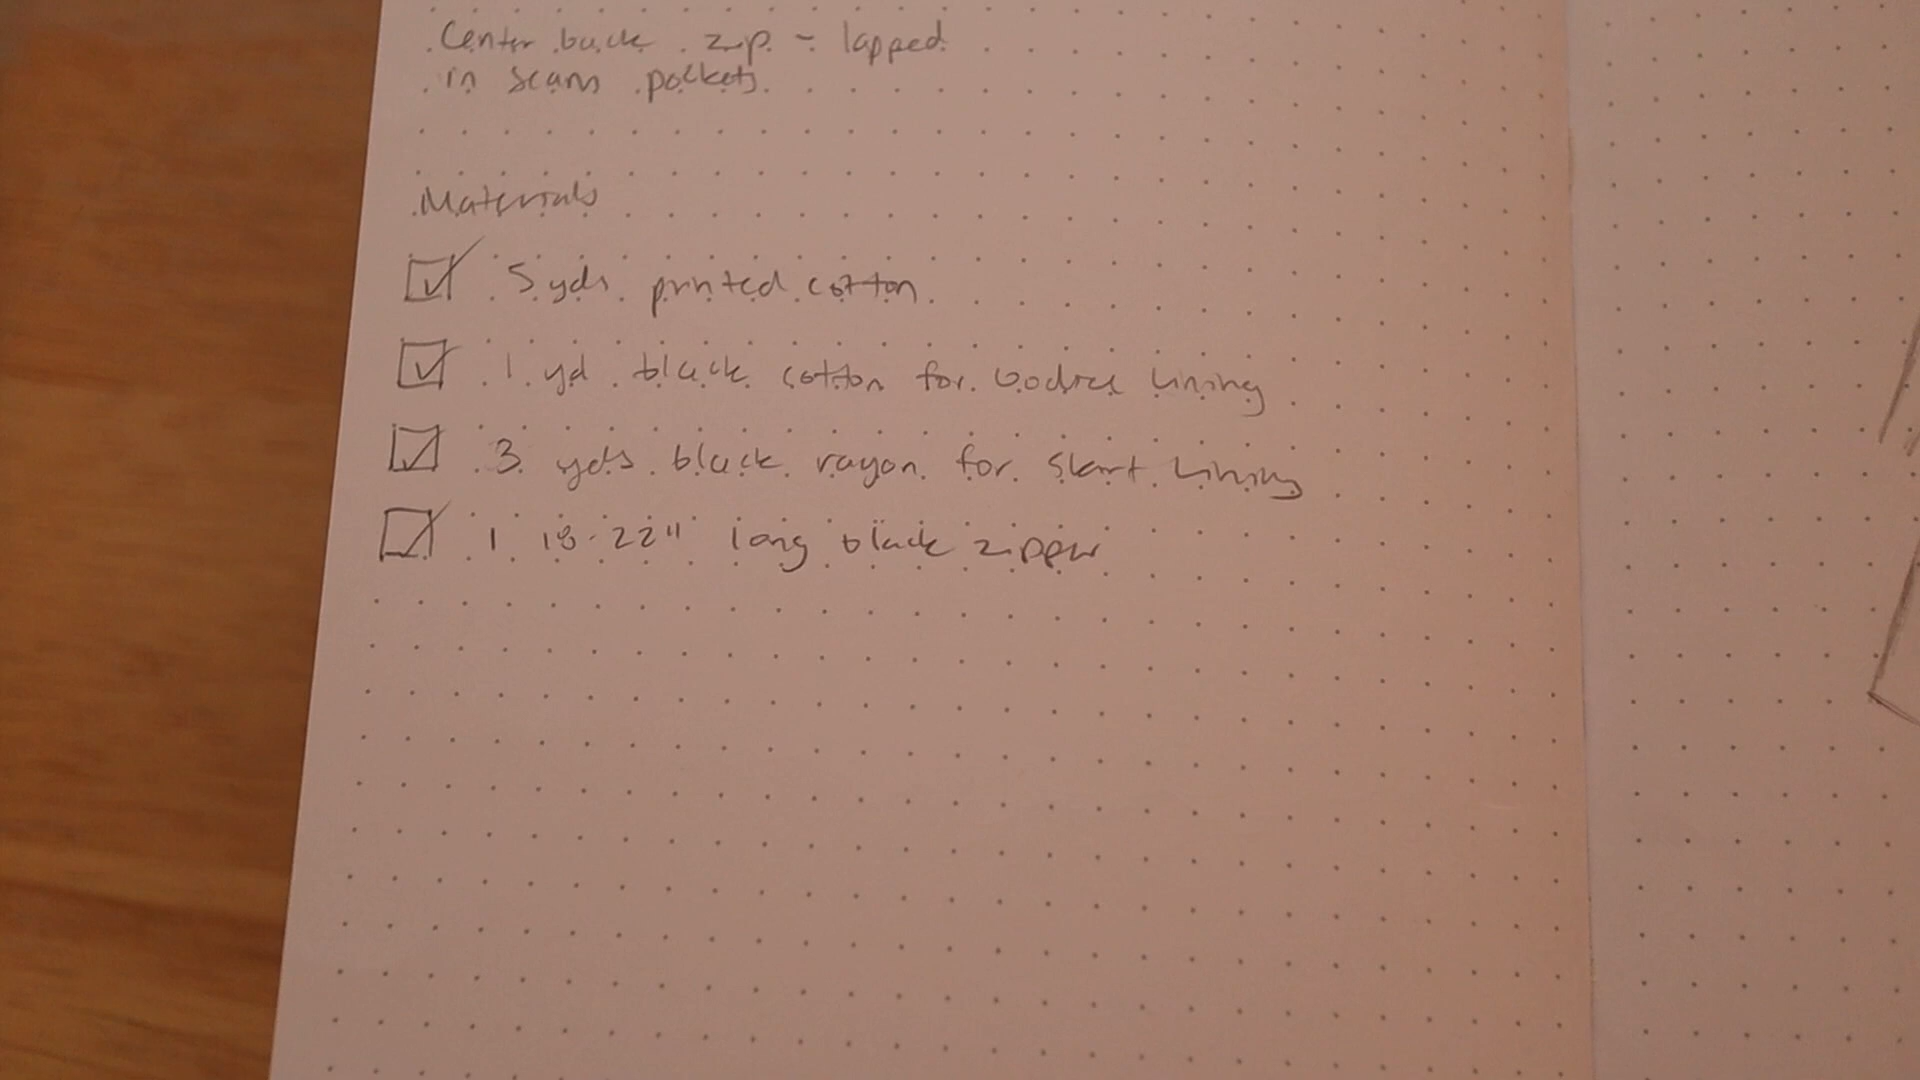 Center back zip - lapped
in seam pockets
Materials
5 yds printed cotton
1 yd black cotton for bodice lining
3 yds black rayon for skirt lining
1 18-22" long black zipper